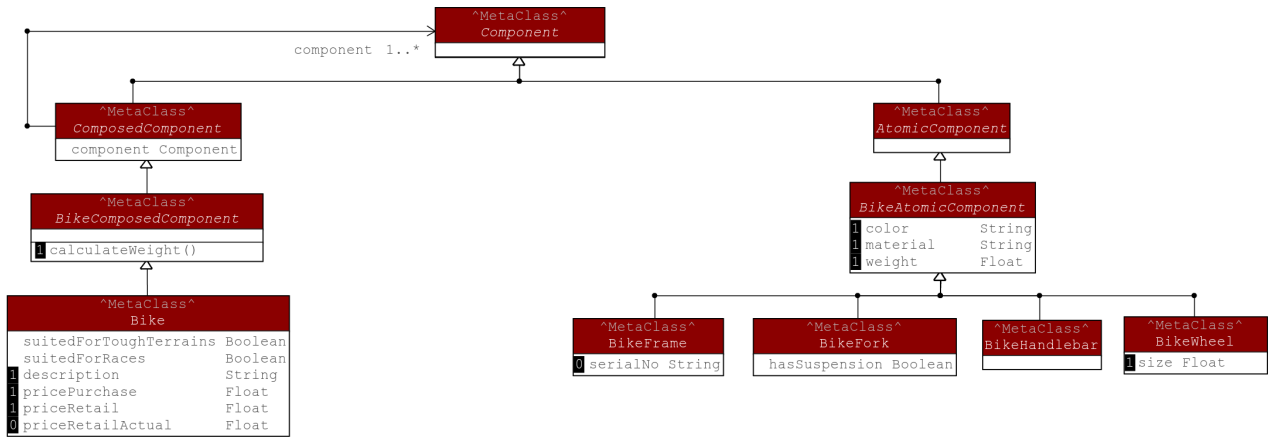 ^MetaClass^
Component
component 1..*
^MetaClass^
ComposedComponent
component Component
^MetaClass^
AtomicComponent
^MetaClass^
BikeComposedComponent
1 calculateWeight()
^MetaClass^
BikeAtomicComponent
1 color String
1 material String
1 weight Float
^MetaClass^
Bike
suitedForToughTerrains Boolean
suitedForRaces Boolean
1 description String
1 pricePurchase Float
1 priceRetail Float
0 priceRetailActual Float
^MetaClass^
BikeFrame
0 serialNo String
^MetaClass^
BikeFork
hasSuspension Boolean
^MetaClass^
BikeHandlebar
^MetaClass^
BikeWheel
1 size Float